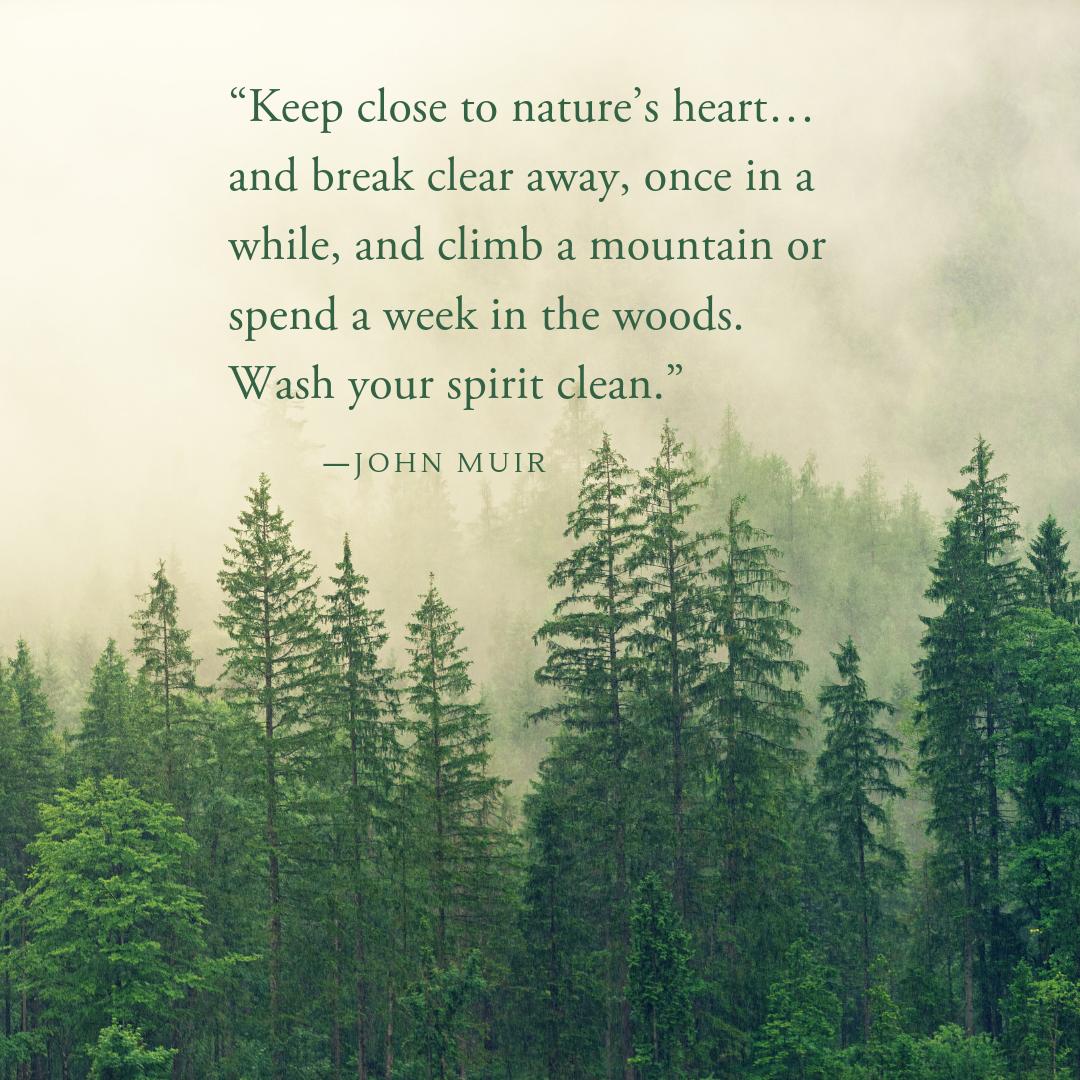 “Keep close to nature’s heart…
and break clear away, once in a
while, and climb a mountain or
spend a week in the woods.
Wash your spirit clean.”
—JOHN MUIR